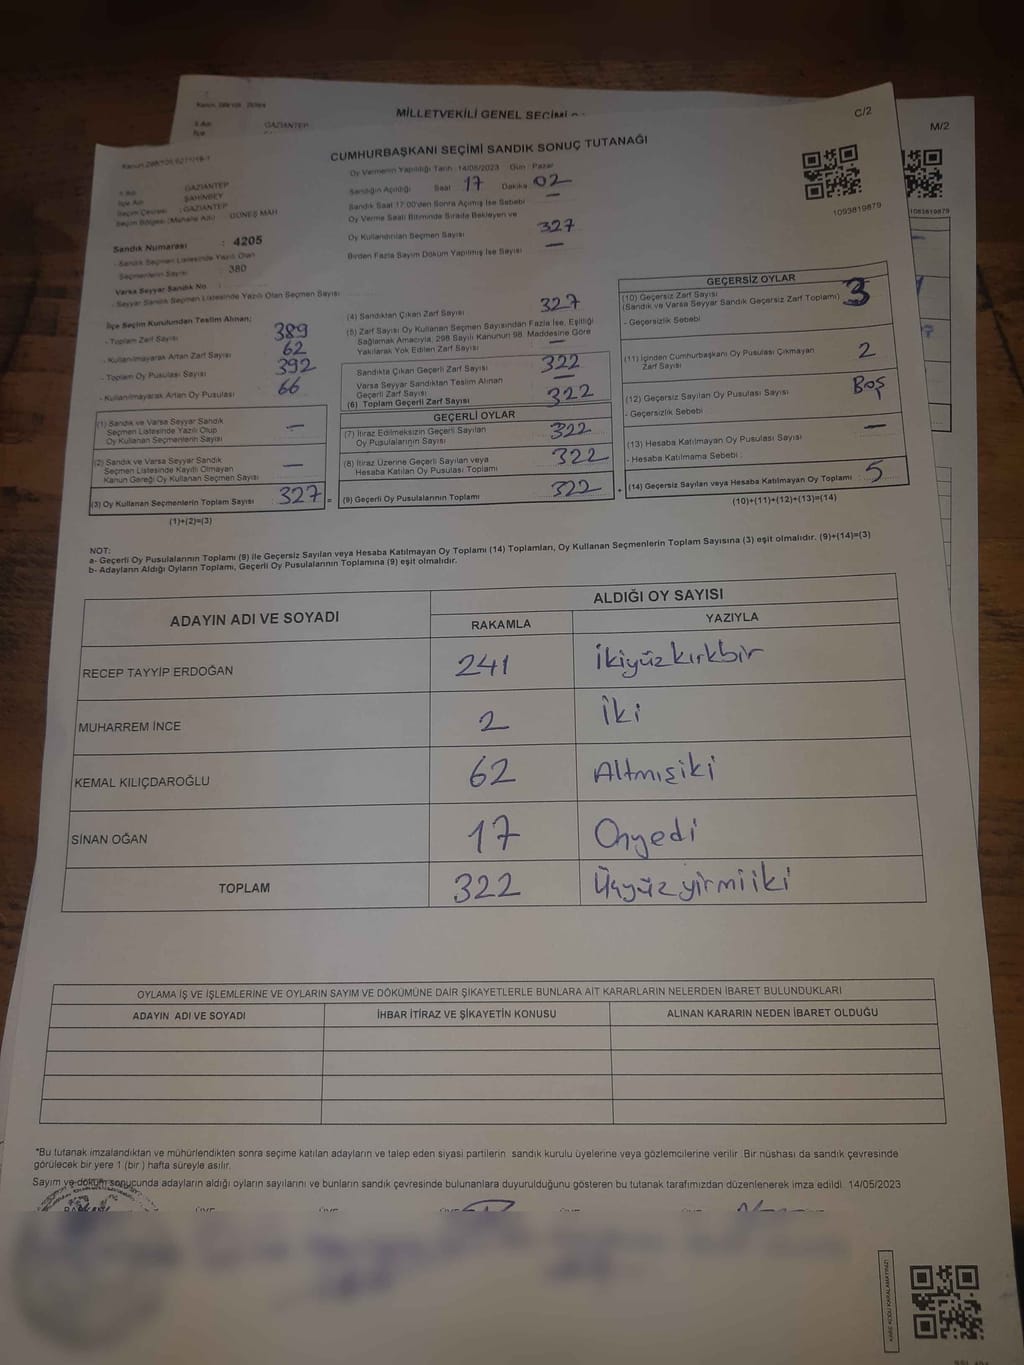 MİLLETVEKİLİ GENEL SEÇİMİ
GAZİANTEP
M/2
1093819879
C/2
CUMHURBAŞKANI SEÇİMİ SANDIK SONUÇ TUTANAĞI
Oy Vermenin Yapıldığı Tarih : 14/05/2023 Gün : Pazar
1093819879
İlçe Adı : ŞAHİNBEY
GAZİANTEP
Seçim Çevresi : GAZİANTEP
Seçim Bölgesi (Mahalle Adı) : GÜNEŞ MAH
Sandık Numarası : 4205
- Sandık Seçmen Listesinde Yazılı Olan
Seçmenlerin Sayısı : 380
Varsa Seyyar Sandık No :
- Seyyar Sandık Seçmen Listesinde Yazılı Olan Seçmen Sayısı
Sandığın Açıldığı Saat 17 Dakika 02
Sandık Saat 17:00'den Sonra Açılmış İse Sebebi —
Oy Verme Saati Bitiminde Sırada Bekleyen ve
Oy Kullandırılan Seçmen Sayısı 327
Birden Fazla Sayım Döküm Yapılmış İse Sayısı —
İlçe Seçim Kurulundan Teslim Alınan;
- Toplam Zarf Sayısı 389
- Kullanılmayarak Artan Zarf Sayısı 62
- Toplam Oy Pusulası Sayısı 392
- Kullanılmayarak Artan Oy Pusulası 66
(1) Sandık ve Varsa Seyyar Sandık
Seçmen Listesinde Yazılı Olup
Oy Kullanan Seçmenlerin Sayısı —
(2) Sandık ve Varsa Seyyar Sandık
Seçmen Listesinde Kayıtlı Olmayan
Kanun Gereği Oy Kullanan Seçmen Sayısı —
(3) Oy Kullanan Seçmenlerin Toplam Sayısı 327 =
(1)+(2)=(3)
(4) Sandıktan Çıkan Zarf Sayısı 327
(5) Zarf Sayısı Oy Kullanan Seçmen Sayısından Fazla İse, Eşitliği
Sağlamak Amacıyla, 298 Sayılı Kanunun 98. Maddesine Göre
Yakılarak Yok Edilen Zarf Sayısı —
Sandıkta Çıkan Geçerli Zarf Sayısı 322
Varsa Seyyar Sandıktan Teslim Alınan
Geçerli Zarf Sayısı —
(6) Toplam Geçerli Zarf Sayısı 322
GEÇERLİ OYLAR
(7) İtiraz Edilmeksizin Geçerli Sayılan
Oy Pusulalarının Sayısı 322
(8) İtiraz Üzerine Geçerli Sayılan veya
Hesaba Katılan Oy Pusulası Toplamı 322
(9) Geçerli Oy Pusulalarının Toplamı 322 +
GEÇERSİZ OYLAR
(10) Geçersiz Zarf Sayısı
(Sandık ve Varsa Seyyar Sandık Geçersiz Zarf Toplamı) 3
- Geçersizlik Sebebi
(11) İçinden Cumhurbaşkanı Oy Pusulası Çıkmayan
Zarf Sayısı 2
(12) Geçersiz Sayılan Oy Pusulası Sayısı Boş
- Geçersizlik Sebebi
(13) Hesaba Katılmayan Oy Pusulası Sayısı —
- Hesaba Katılmama Sebebi :
(14) Geçersiz Sayılan veya Hesaba Katılmayan Oy Toplamı : 5
(10)+(11)+(12)+(13)=(14)
NOT:
a- Geçerli Oy Pusulalarının Toplamı (9) ile Geçersiz Sayılan veya Hesaba Katılmayan Oy Toplamı (14) Toplamları, Oy Kullanan Seçmenlerin Toplam Sayısına (3) eşit olmalıdır. (9)+(14)=(3)
b- Adayların Aldığı Oyların Toplamı, Geçerli Oy Pusulalarının Toplamına (9) eşit olmalıdır.
ADAYIN ADI VE SOYADI
ALDIĞI OY SAYISI
RAKAMLA YAZIYLA
RECEP TAYYİP ERDOĞAN 241 İkiyüzkırkbir
MUHARREM İNCE 2 İki
KEMAL KILIÇDAROĞLU 62 Altmışiki
SİNAN OĞAN 17 Onyedi
TOPLAM 322 Üçyüzyirmiiki
OYLAMA İŞ VE İŞLEMLERİNE VE OYLARIN SAYIM VE DÖKÜMÜNE DAİR ŞİKAYETLERLE BUNLARA AİT KARARLARIN NELERDEN İBARET BULUNDUKLARI
ADAYIN ADI VE SOYADI İHBAR İTİRAZ VE ŞİKAYETİN KONUSU ALINAN KARARIN NEDEN İBARET OLDUĞU
*Bu tutanak imzalandıktan ve mühürlendikten sonra seçime katılan adayların ve talep eden siyasi partilerin sandık kurulu üyelerine veya gözlemcilerine verilir. Bir nüshası da sandık çevresinde
görülecek bir yere 1 (bir ) hafta süreyle asılır.
Sayım ve döküm sonucunda adayların aldığı oyların sayılarını ve bunların sandık çevresinde bulunanlara duyurulduğunu gösteren bu tutanak tarafımızdan düzenlenerek imza edildi. 14/05/2023
KARE KODU KARALAMAYINIZ!